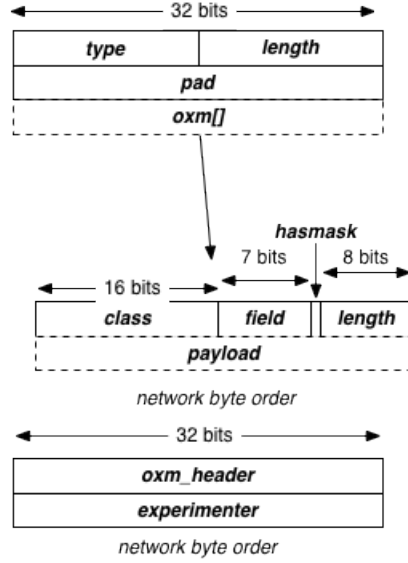 32 bits
type length
pad
oxm[]
hasmask
7 bits 8 bits
16 bits
class field length
payload
network byte order
32 bits
oxm_header
experimenter
network byte order